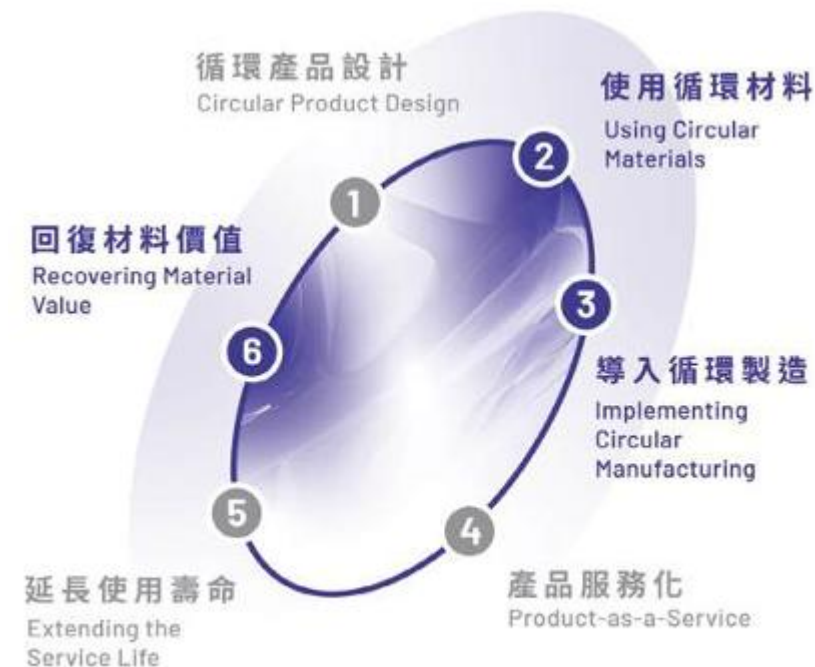 循環產品設計
Circular Product Design
1
使用循環材料
Using Circular
Materials
2
3
導入循環製造
Implementing
Circular
Manufacturing
4
產品服務化
Product-as-a-Service
5
延長使用壽命
Extending the
Service Life
回復材料價值
Recovering Material
Value
6